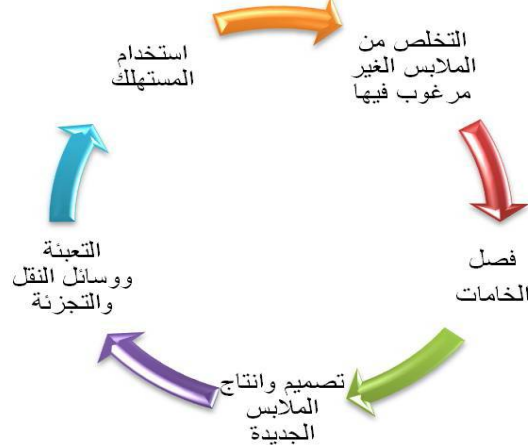 التخلص من
الملابس الغير
مرغوب فيها
فصل
الخامات
تصميم وانتاج
الملابس
الجديدة
التعبئة
ووسائل النقل
والتجزئة
استخدام
المستهلك